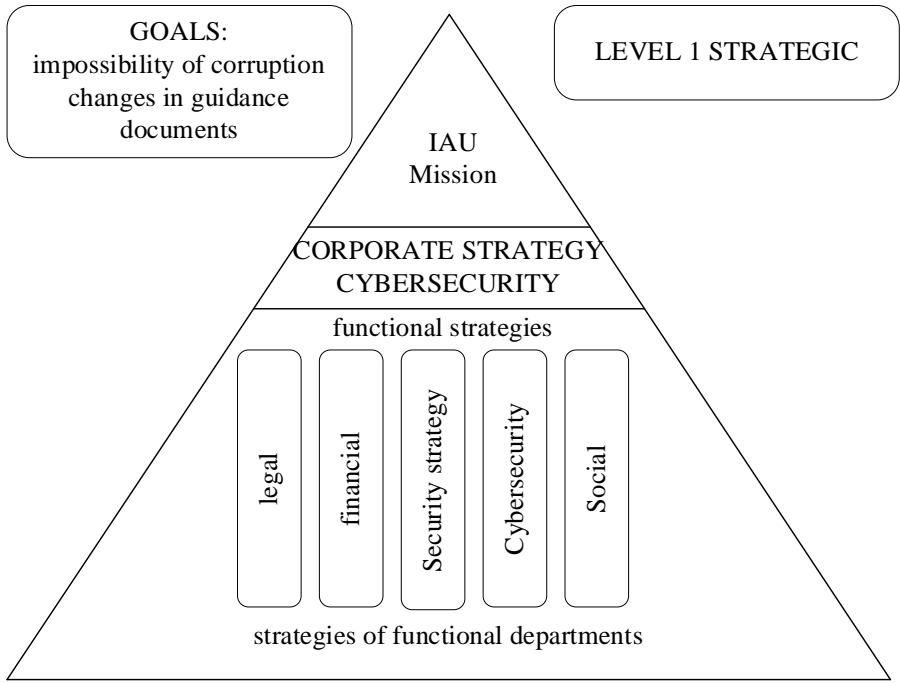 GOALS:
impossibility of corruption
changes in guidance
documents
LEVEL 1 STRATEGIC
IAU
Mission
CORPORATE STRATEGY
CYBERSECURITY
functional strategies
legal
financial
Security strategy
Cybersecurity
Social
strategies of functional departments